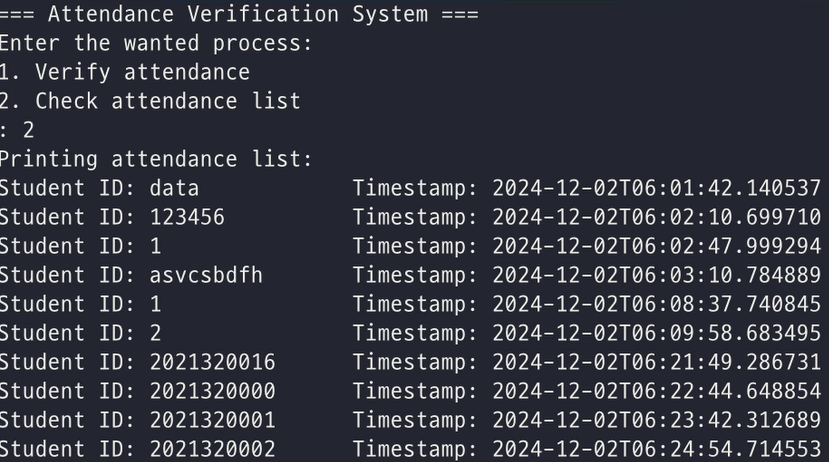 === Attendance Verification System ===
Enter the wanted process:
1. Verify attendance
2. Check attendance list
: 2
Printing attendance list:
Student ID: data Timestamp: 2024-12-02T06:01:42.140537
Student ID: 123456 Timestamp: 2024-12-02T06:02:10.699710
Student ID: 1 Timestamp: 2024-12-02T06:02:47.999294
Student ID: asvcsbdfh Timestamp: 2024-12-02T06:03:10.784889
Student ID: 1 Timestamp: 2024-12-02T06:08:37.740845
Student ID: 2 Timestamp: 2024-12-02T06:09:58.683495
Student ID: 2021320016 Timestamp: 2024-12-02T06:21:49.286731
Student ID: 2021320000 Timestamp: 2024-12-02T06:22:44.648854
Student ID: 2021320001 Timestamp: 2024-12-02T06:23:42.312689
Student ID: 2021320002 Timestamp: 2024-12-02T06:24:54.714553